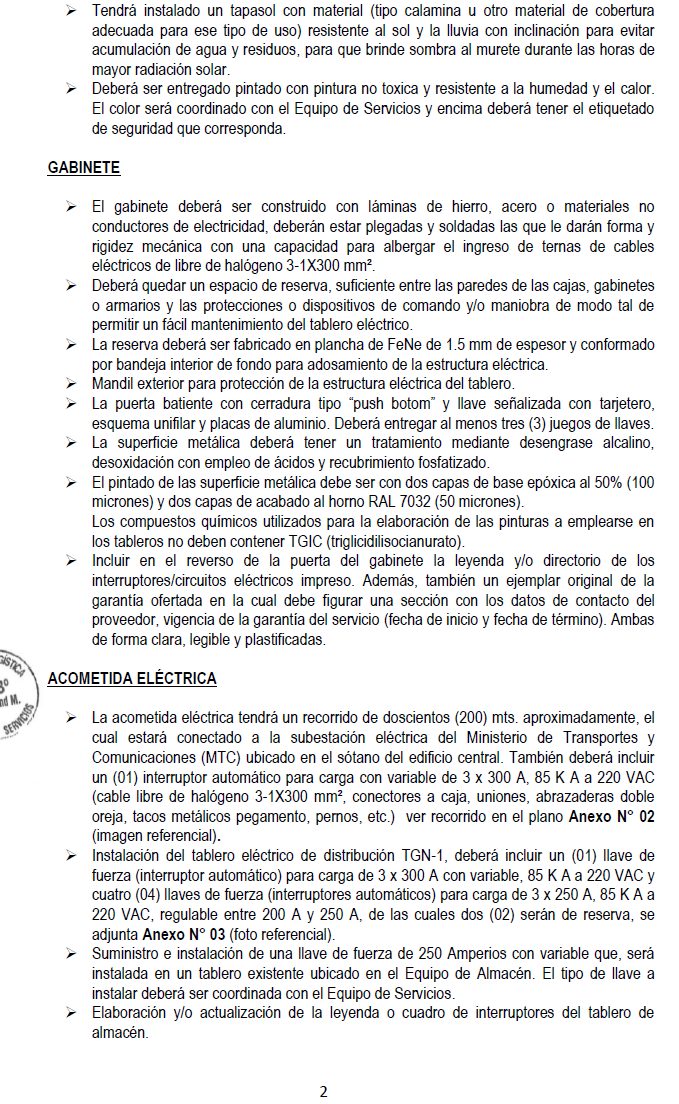 ➢ Tendrá instalado un tapasol con material (tipo calamina u otro material de cobertura
adecuada para ese tipo de uso) resistente al sol y la lluvia con inclinación para evitar
acumulación de agua y residuos, para que brinde sombra al murete durante las horas de
mayor radiación solar.
➢ Deberá ser entregado pintado con pintura no toxica y resistente a la humedad y el calor.
El color será coordinado con el Equipo de Servicios y encima deberá tener el etiquetado
de seguridad que corresponda.
GABINETE
➢ El gabinete deberá ser construido con láminas de hierro, acero o materiales no
conductores de electricidad, deberán estar plegadas y soldadas las que le darán forma y
rigidez mecánica con una capacidad para albergar el ingreso de ternas de cables
eléctricos de libre de halógeno 3-1X300 mm².
➢ Deberá quedar un espacio de reserva, suficiente entre las paredes de las cajas, gabinetes
o armarios y las protecciones o dispositivos de comando y/o maniobra de modo tal de
permitir un fácil mantenimiento del tablero eléctrico.
➢ La reserva deberá ser fabricado en plancha de FeNe de 1.5 mm de espesor y conformado
por bandeja interior de fondo para adosamiento de la estructura eléctrica.
➢ Mandil exterior para protección de la estructura eléctrica del tablero.
➢ La puerta batiente con cerradura tipo “push botom” y llave señalizada con tarjetero,
esquema unifilar y placas de aluminio. Deberá entregar al menos tres (3) juegos de llaves.
➢ La superficie metálica deberá tener un tratamiento mediante desengrase alcalino,
desoxidación con empleo de ácidos y recubrimiento fosfatizado.
➢ El pintado de las superficie metálica debe ser con dos capas de base epóxica al 50% (100
micrones) y dos capas de acabado al horno RAL 7032 (50 micrones).
Los compuestos químicos utilizados para la elaboración de las pinturas a emplearse en
los tableros no deben contener TGIC (triglicidilisocianurato).
➢ Incluir en el reverso de la puerta del gabinete la leyenda y/o directorio de los
interruptores/circuitos eléctricos impreso. Además, también un ejemplar original de la
garantía ofertada en la cual debe figurar una sección con los datos de contacto del
proveedor, vigencia de la garantía del servicio (fecha de inicio y fecha de término). Ambas
de forma clara, legible y plastificadas.
ACOMETIDA ELÉCTRICA
➢ La acometida eléctrica tendrá un recorrido de doscientos (200) mts. aproximadamente, el
cual estará conectado a la subestación eléctrica del Ministerio de Transportes y
Comunicaciones (MTC) ubicado en el sótano del edificio central. También deberá incluir
un (01) interruptor automático para carga con variable de 3 x 300 A, 85 K A a 220 VAC
(cable libre de halógeno 3-1X300 mm², conectores a caja, uniones, abrazaderas doble
oreja, tacos metálicos pegamento, pernos, etc.) ver recorrido en el plano Anexo N° 02
(imagen referencial).
➢ Instalación del tablero eléctrico de distribución TGN-1, deberá incluir un (01) llave de
fuerza (interruptor automático) para carga de 3 x 300 A con variable, 85 K A a 220 VAC y
cuatro (04) llaves de fuerza (interruptores automáticos) para carga de 3 x 250 A, 85 K A a
220 VAC, regulable entre 200 A y 250 A, de las cuales dos (02) serán de reserva, se
adjunta Anexo N° 03 (foto referencial).
➢ Suministro e instalación de una llave de fuerza de 250 Amperios con variable que, será
instalada en un tablero existente ubicado en el Equipo de Almacén. El tipo de llave a
instalar deberá ser coordinada con el Equipo de Servicios.
➢ Elaboración y/o actualización de la leyenda o cuadro de interruptores del tablero de
almacén.
SERVICIOS
2